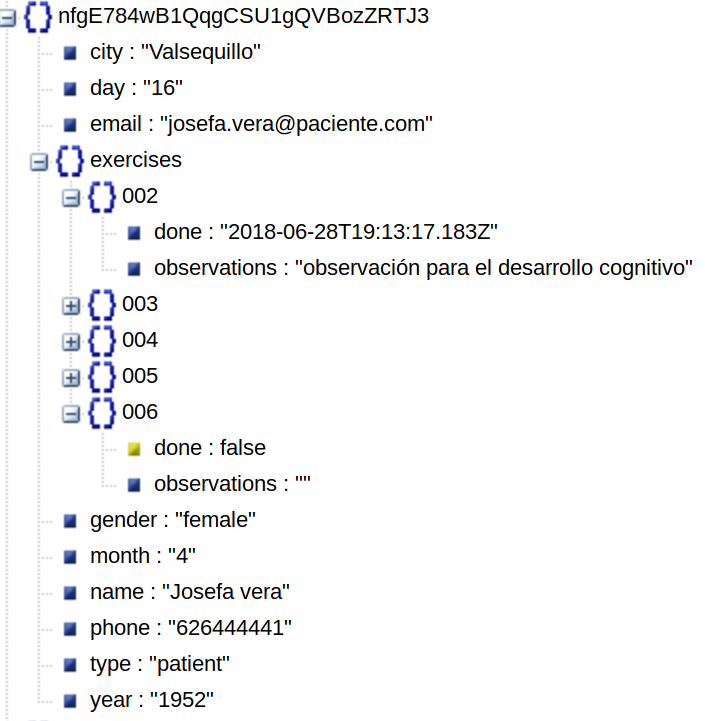 nfgE784wB1QqgCSU1gQVBozZRTJ3
city : "Valsequillo"
day : "16"
email : "josefa.vera@paciente.com"
exercises
002
done : "2018-06-28T19:13:17.183Z"
observations : "observación para el desarrollo cognitivo"
003
004
005
006
done : false
observations : ""
gender : "female"
month : "4"
name : "Josefa vera"
phone : "626444441"
type : "patient"
year : "1952"